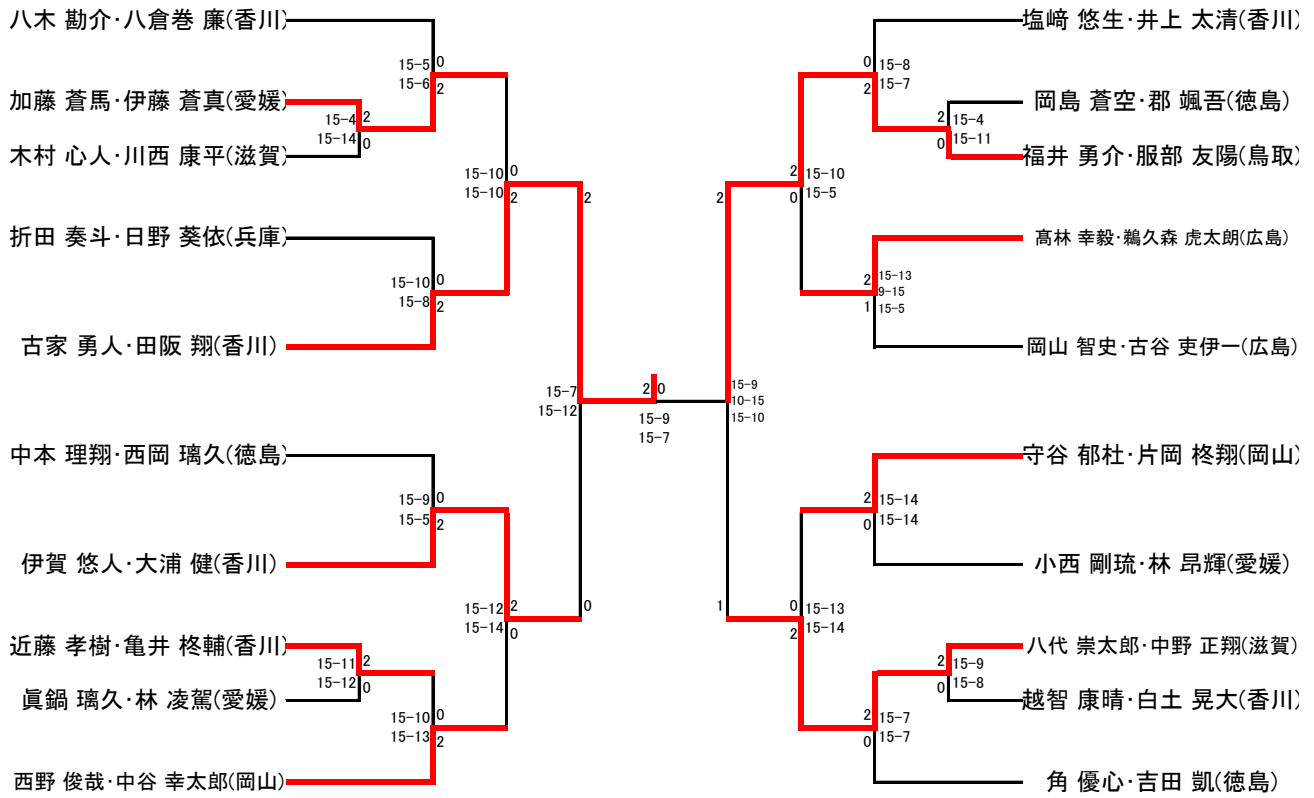 八木 勘介・八倉巻 廉(香川)
15-5 0
15-6 2
加藤 蒼馬・伊藤 蒼真(愛媛)
15-4 2
15-14 0
木村 心人・川西 康平(滋賀)
15-10 0
15-10 2
2
折田 奏斗・日野 葵依(兵庫)
15-10 0
15-8 2
古家 勇人・田阪 翔(香川)
15-7
15-12
中本 理翔・西岡 璃久(徳島)
15-9 0
15-5 2
伊賀 悠人・大浦 健(香川)
15-12 2
15-14 0
0
近藤 孝樹・亀井 柊輔(香川)
15-11 2
15-12 0
眞鍋 璃久・林 凌駕(愛媛)
15-10 0
15-13 2
西野 俊哉・中谷 幸太郎(岡山)
2 0
15-9
15-7
塩﨑 悠生・井上 太清(香川)
0 15-8
2 15-7
岡島 蒼空・郡 颯吾(徳島)
2 15-4
0 15-11
福井 勇介・服部 友陽(鳥取)
2 15-10
0 15-5
2
髙林 幸毅・鵜久森 虎太朗(広島)
2 15-13
9-15
1 15-5
岡山 智史・古谷 吏伊一(広島)
15-9
10-15
15-10
守谷 郁杜・片岡 柊翔(岡山)
2 15-14
0 15-14
小西 剛琉・林 昂輝(愛媛)
1
0 15-13
2 15-14
八代 崇太郎・中野 正翔(滋賀)
2 15-9
0 15-8
越智 康晴・白土 晃大(香川)
2 15-7
0 15-7
角 優心・吉田 凱(徳島)